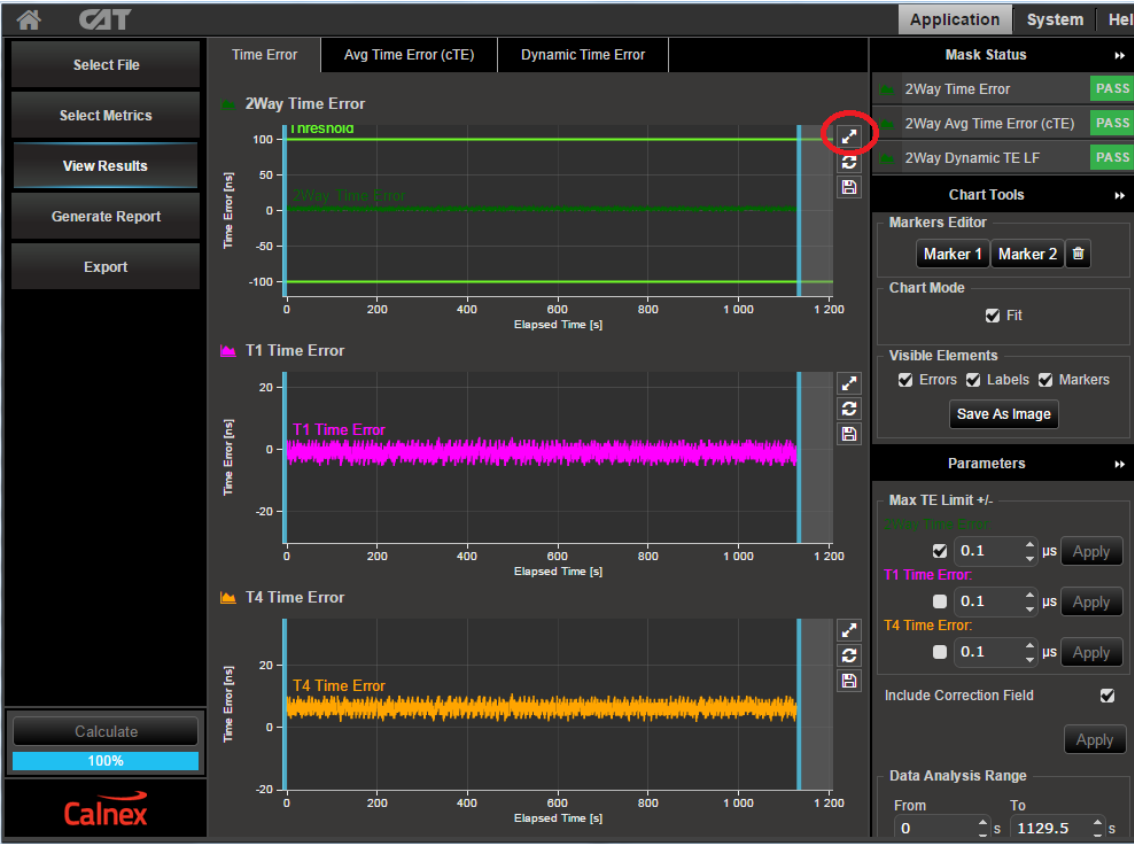 CAT
Application System Hel
Select File
Select Metrics
View Results
Generate Report
Export
Calculate
100%
Calnex
Time Error Avg Time Error (cTE) Dynamic Time Error
2Way Time Error
Threshold
2Way Time Error
Time Error [ns]
100
50
0
-50
-100
0 200 400 600 800 1 000 1 200
Elapsed Time [s]
T1 Time Error
T1 Time Error
Time Error [ns]
20
0
-20
0 200 400 600 800 1 000 1 200
Elapsed Time [s]
T4 Time Error
T4 Time Error
Time Error [ns]
20
0
-20
0 200 400 600 800 1 000 1 200
Elapsed Time [s]
Mask Status
2Way Time Error PASS
2Way Avg Time Error (cTE) PASS
2Way Dynamic TE LF PASS
Chart Tools
Markers Editor
Marker 1 Marker 2
Chart Mode
Fit
Visible Elements
Errors Labels Markers
Save As Image
Parameters
Max TE Limit +/-
2Way Time Error:
0.1 µs Apply
T1 Time Error:
0.1 µs Apply
T4 Time Error:
0.1 µs Apply
Include Correction Field
Apply
Data Analysis Range
From To
0 s 1129.5 s